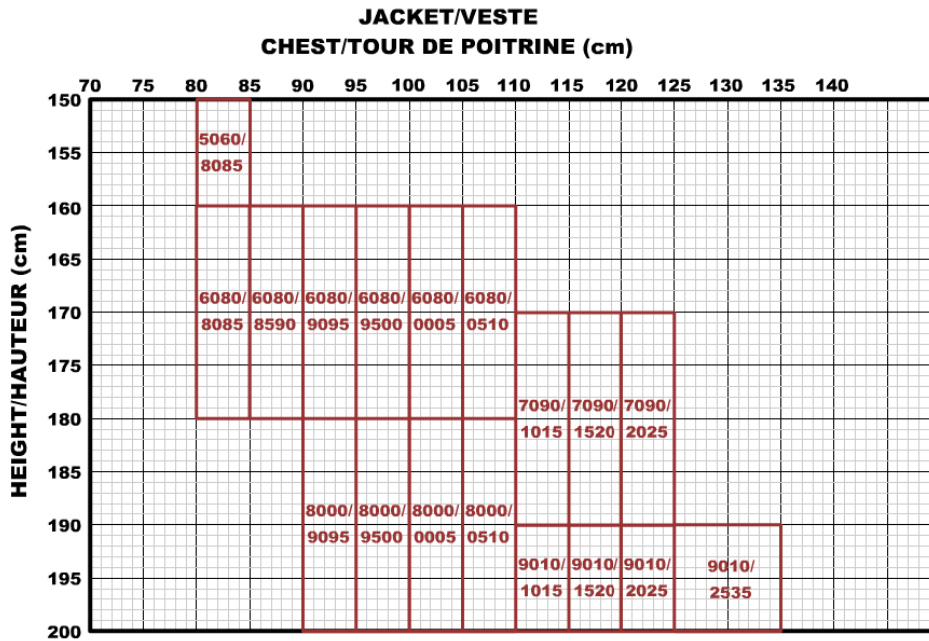 JACKET/VESTE
CHEST/TOUR DE POITRINE (cm)
70 75 80 85 90 95 100 105 110 115 120 125 130 135 140
HEIGHT/HAUTEUR (cm)
150
5060/
8085
155
160
165
6080/ 6080/ 6080/ 6080/ 6080/ 6080/
8085 8590 9095 9500 0005 0510
170
175
7090/ 7090/ 7090/
1015 1520 2025
180
185
8000/ 8000/ 8000/ 8000/
9095 9500 0005 0510
190
9010/ 9010/ 9010/ 9010/
1015 1520 2025 2535
195
200